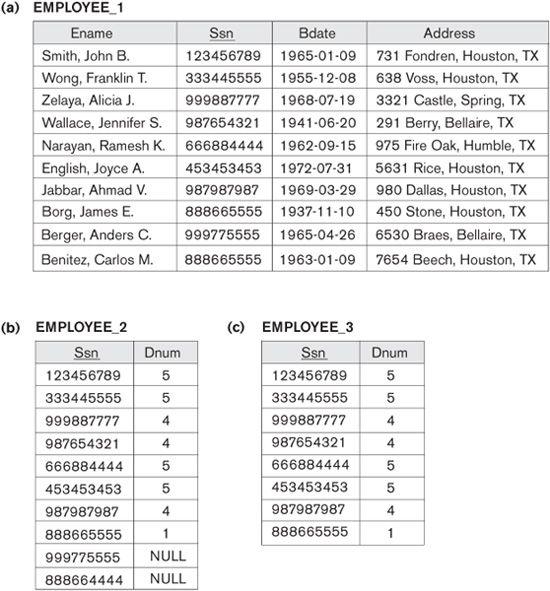 (a) EMPLOYEE_1
Ename Ssn Bdate Address
Smith, John B. 123456789 1965-01-09 731 Fondren, Houston, TX
Wong, Franklin T. 333445555 1955-12-08 638 Voss, Houston, TX
Zelaya, Alicia J. 999887777 1968-07-19 3321 Castle, Spring, TX
Wallace, Jennifer S. 987654321 1941-06-20 291 Berry, Bellaire, TX
Narayan, Ramesh K. 666884444 1962-09-15 975 Fire Oak, Humble, TX
English, Joyce A. 453453453 1972-07-31 5631 Rice, Houston, TX
Jabbar, Ahmad V. 987987987 1969-03-29 980 Dallas, Houston, TX
Borg, James E. 888665555 1937-11-10 450 Stone, Houston, TX
Berger, Anders C. 999775555 1965-04-26 6530 Braes, Bellaire, TX
Benitez, Carlos M. 888665555 1963-01-09 7654 Beech, Houston, TX
(b) EMPLOYEE_2
Ssn Dnum
123456789 5
333445555 5
999887777 4
987654321 4
666884444 5
453453453 5
987987987 4
888665555 1
999775555 NULL
888664444 NULL
(c) EMPLOYEE_3
Ssn Dnum
123456789 5
333445555 5
999887777 4
987654321 4
666884444 5
453453453 5
987987987 4
888665555 1